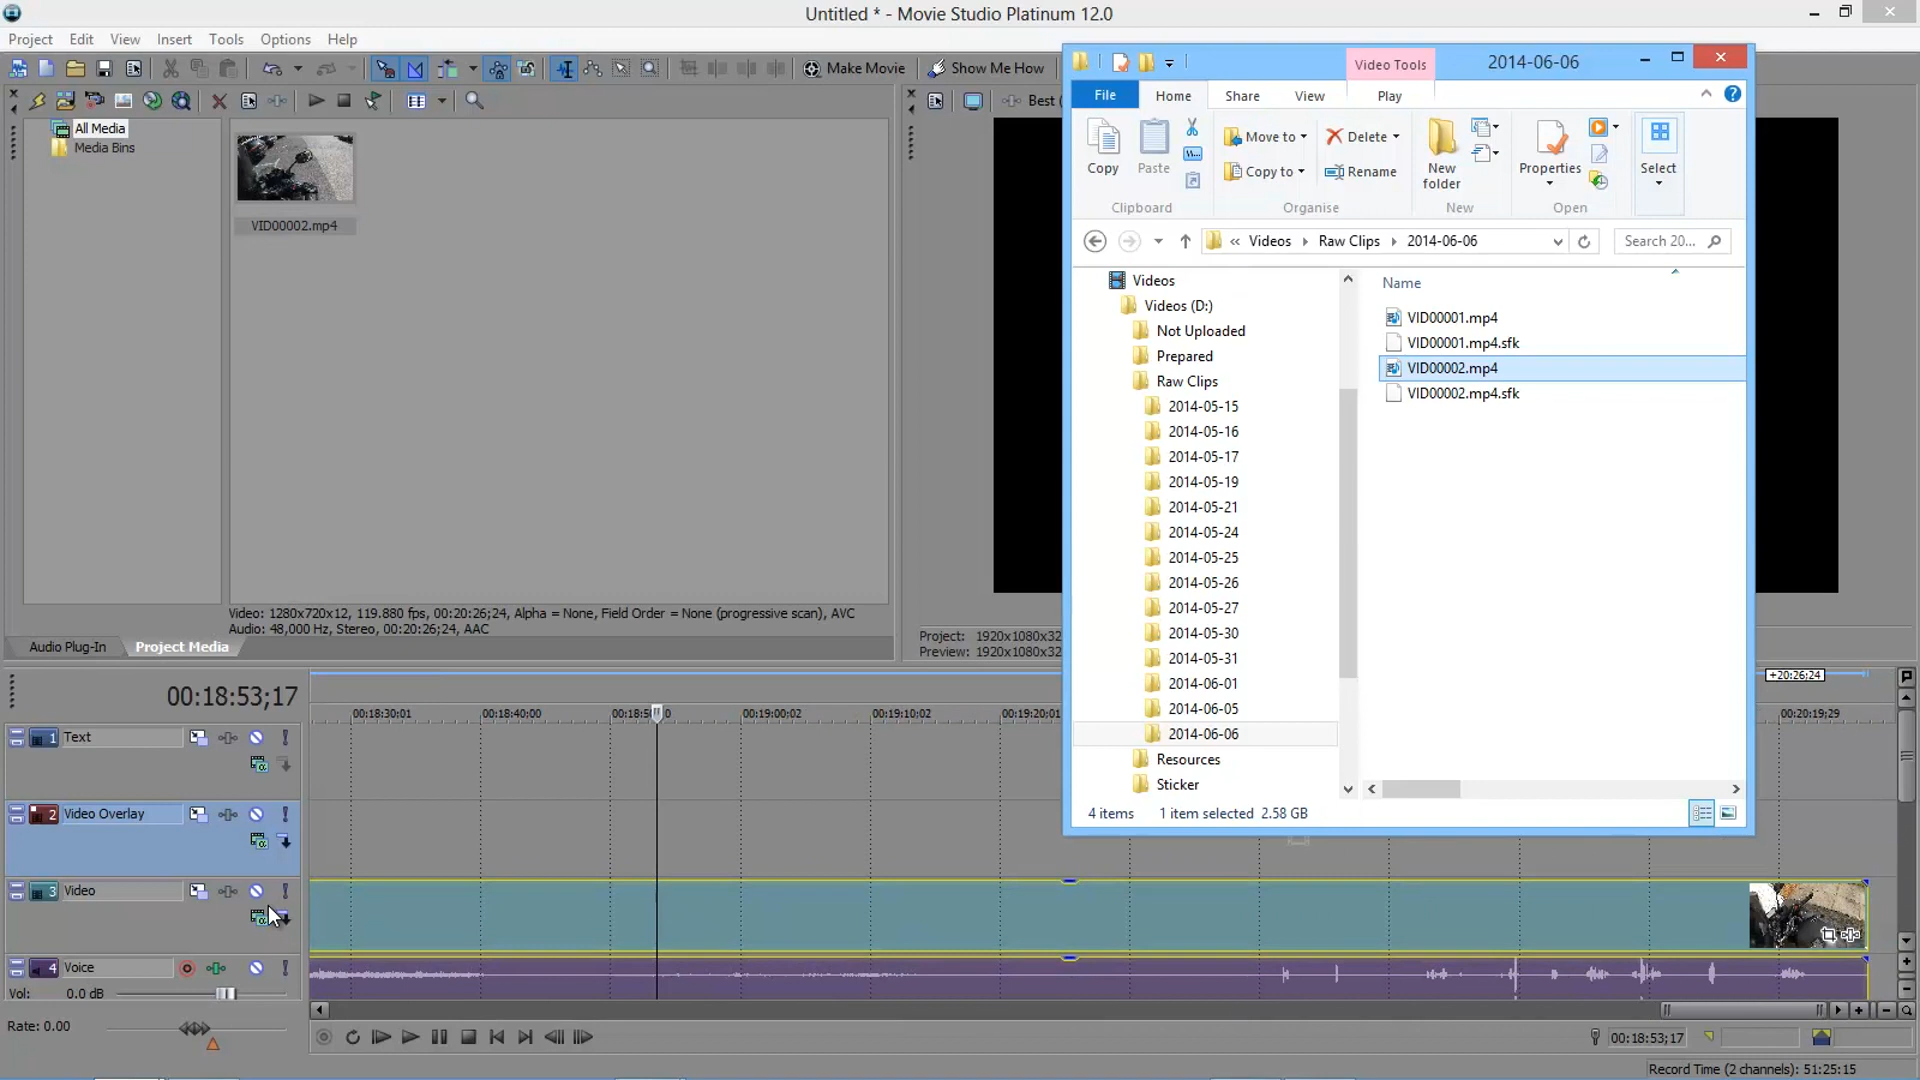 Untitled * - Movie Studio Platinum 12.0
Project Edit View Insert Tools Options Help
Make Movie Show Me How
All Media
Media Bins
VID00002.mp4
Best (
Video: 1280x720x12, 119.880 fps, 00:20:26;24, Alpha = None, Field Order = None (progressive scan), AVC
Audio: 48,000 Hz, Stereo, 00:20:26;24, AAC
Project: 1920x1080x32
Preview: 1920x1080x32
Audio Plug-In Project Media
Video Tools 2014-06-06
File Home Share View Play
Copy Paste
Move to Delete
Copy to Rename
New folder
Properties
Select
Clipboard Organise New Open
« Videos Raw Clips 2014-06-06
Search 20...
Videos
Videos (D:)
Not Uploaded
Prepared
Raw Clips
2014-05-15
2014-05-16
2014-05-17
2014-05-19
2014-05-21
2014-05-24
2014-05-25
2014-05-26
2014-05-27
2014-05-30
2014-05-31
2014-06-01
2014-06-05
2014-06-06
Resources
Sticker
Name
VID00001.mp4
VID00001.mp4.sfk
VID00002.mp4
VID00002.mp4.sfk
4 items 1 item selected 2.58 GB
+20:26;24
00:18:53;17
00:18:30:01 00:18:40:00 00:18:5 0 00:19:00:02 00:19:10:02 00:19:20:01 00:20:19:29
1 Text
2 Video Overlay
3 Video
4 Voice
Vol: 0.0 dB
Rate: 0.00
00:18:53;17
Record Time (2 channels): 51:25:15